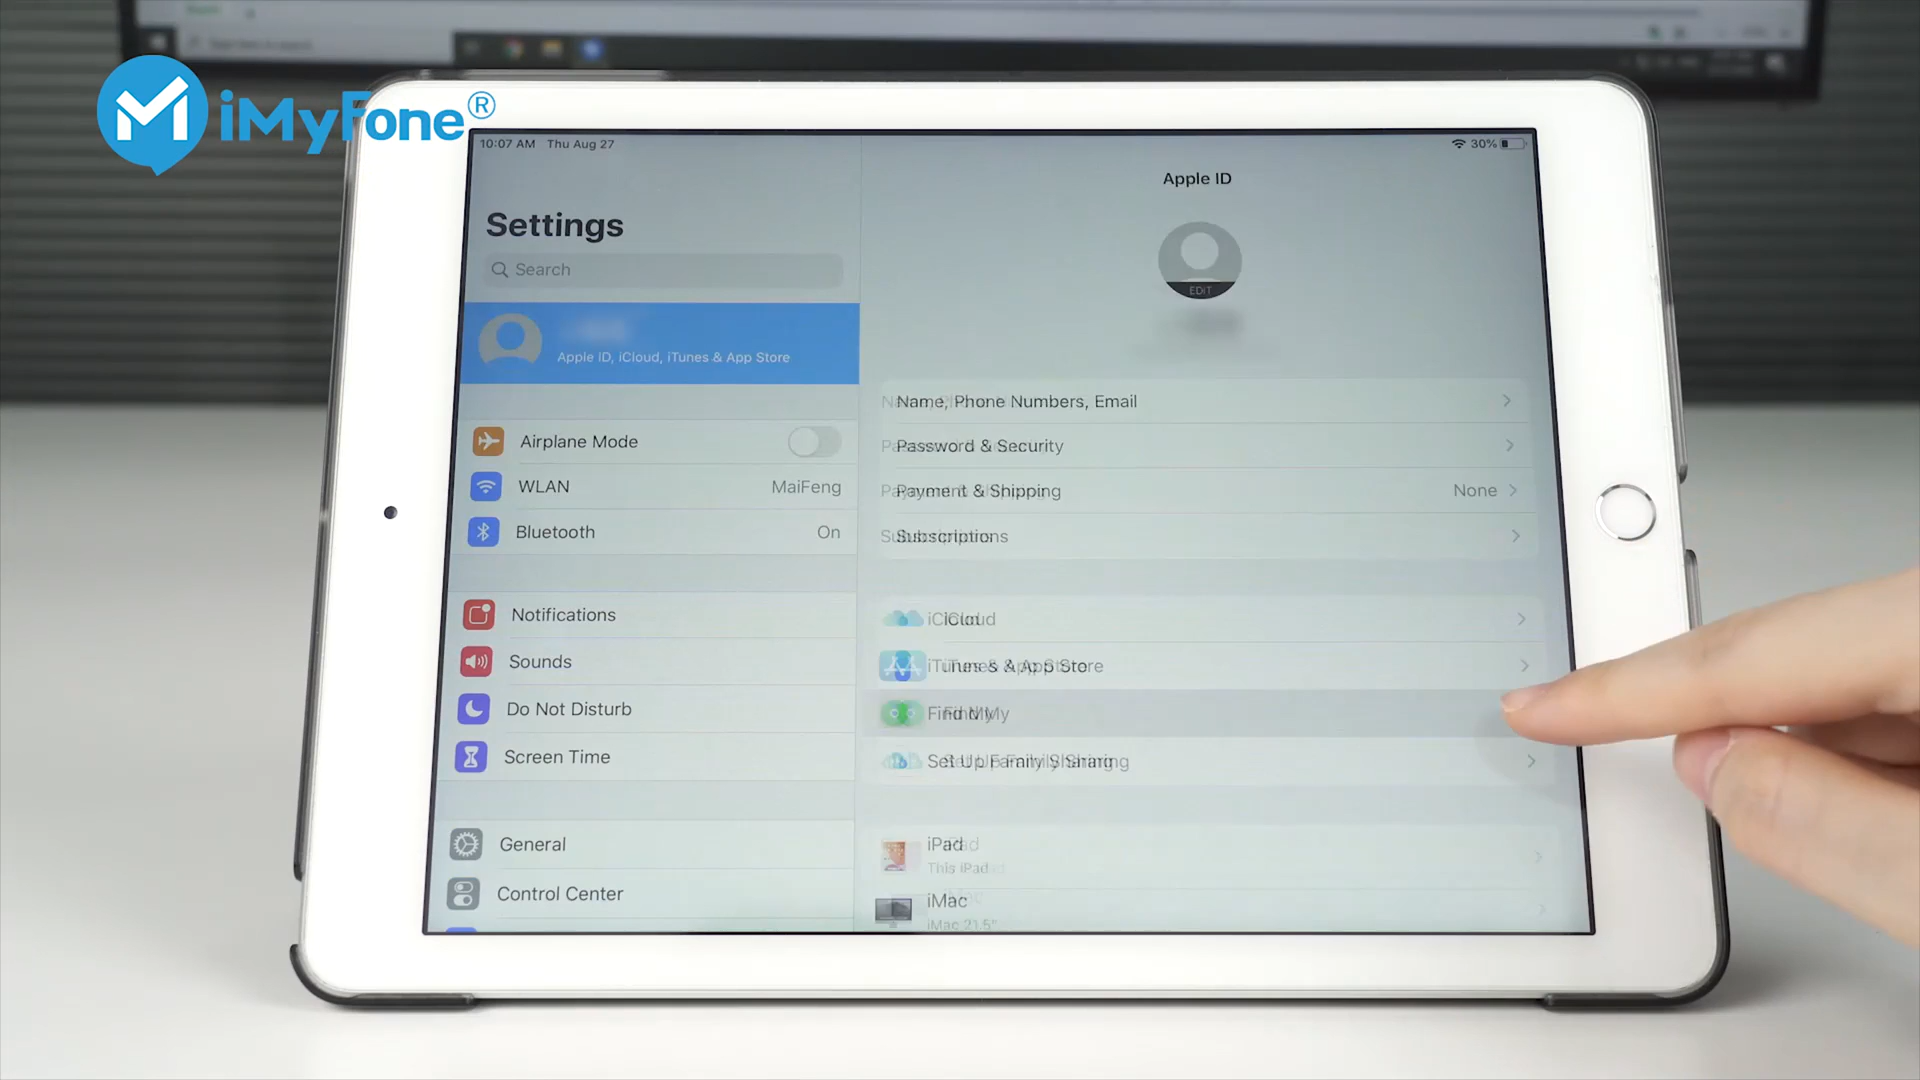 iMyFone®
10:07 AM Thu Aug 27
30%
Settings
Search
Apple ID, iCloud, iTunes & App Store
Airplane Mode
WLAN MaiFeng
Bluetooth On
Notifications
Sounds
Do Not Disturb
Screen Time
General
Control Center
Apple ID
EDIT
Name, Phone Numbers, Email
Password & Security
Payment & Shipping None
Subscriptions
iCloud
iTunes & App Store
Find My
Set Up Family Sharing
iPad
This iPad
iMac
iMac 21.5"